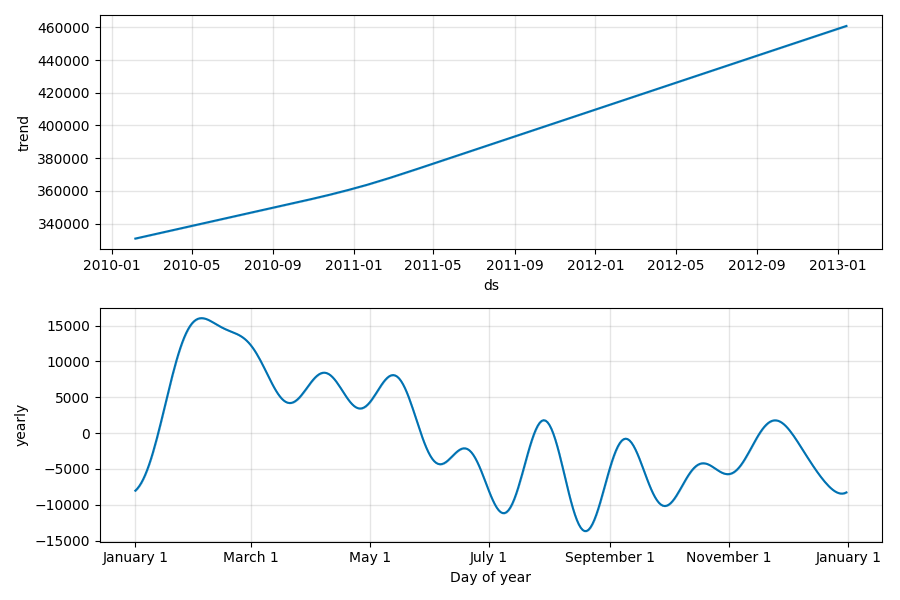 460000
440000
420000
400000
380000
360000
340000
trend
2010-01 2010-05 2010-09 2011-01 2011-05 2011-09 2012-01 2012-05 2012-09 2013-01
ds
15000
10000
5000
0
−5000
−10000
−15000
yearly
January 1 March 1 May 1 July 1 September 1 November 1 January 1
Day of year